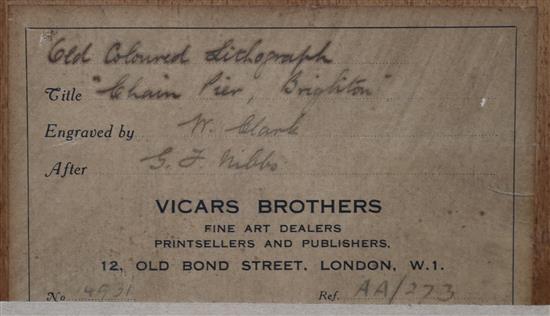 Old Coloured Lithograph
Title "Chain Pier, Brighton"
Engraved by W. Clark
After G. F. Nibbs
VICARS BROTHERS
FINE ART DEALERS
PRINTSELLERS AND PUBLISHERS,
12, OLD BOND STREET, LONDON, W.1.
No 4931 Ref. AA/273